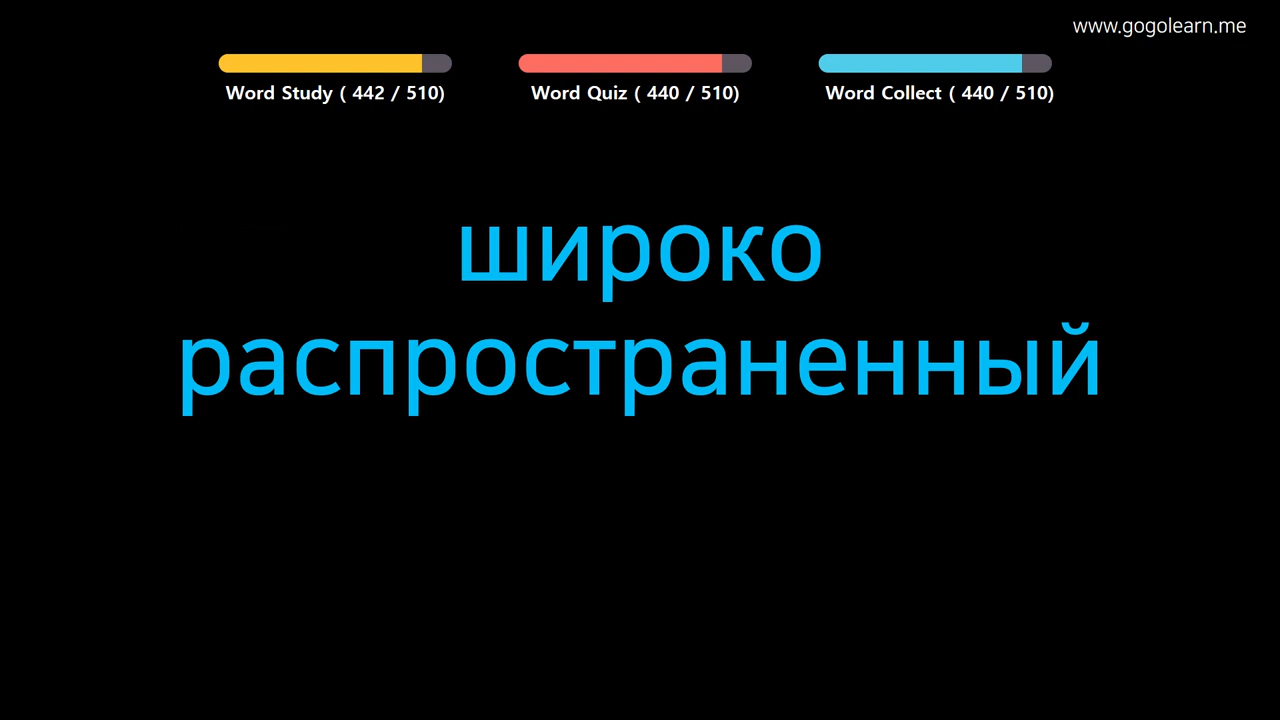 www.gogolearn.me
Word Study ( 442 / 510)
Word Quiz ( 440 / 510)
Word Collect ( 440 / 510)
широко
распространенный